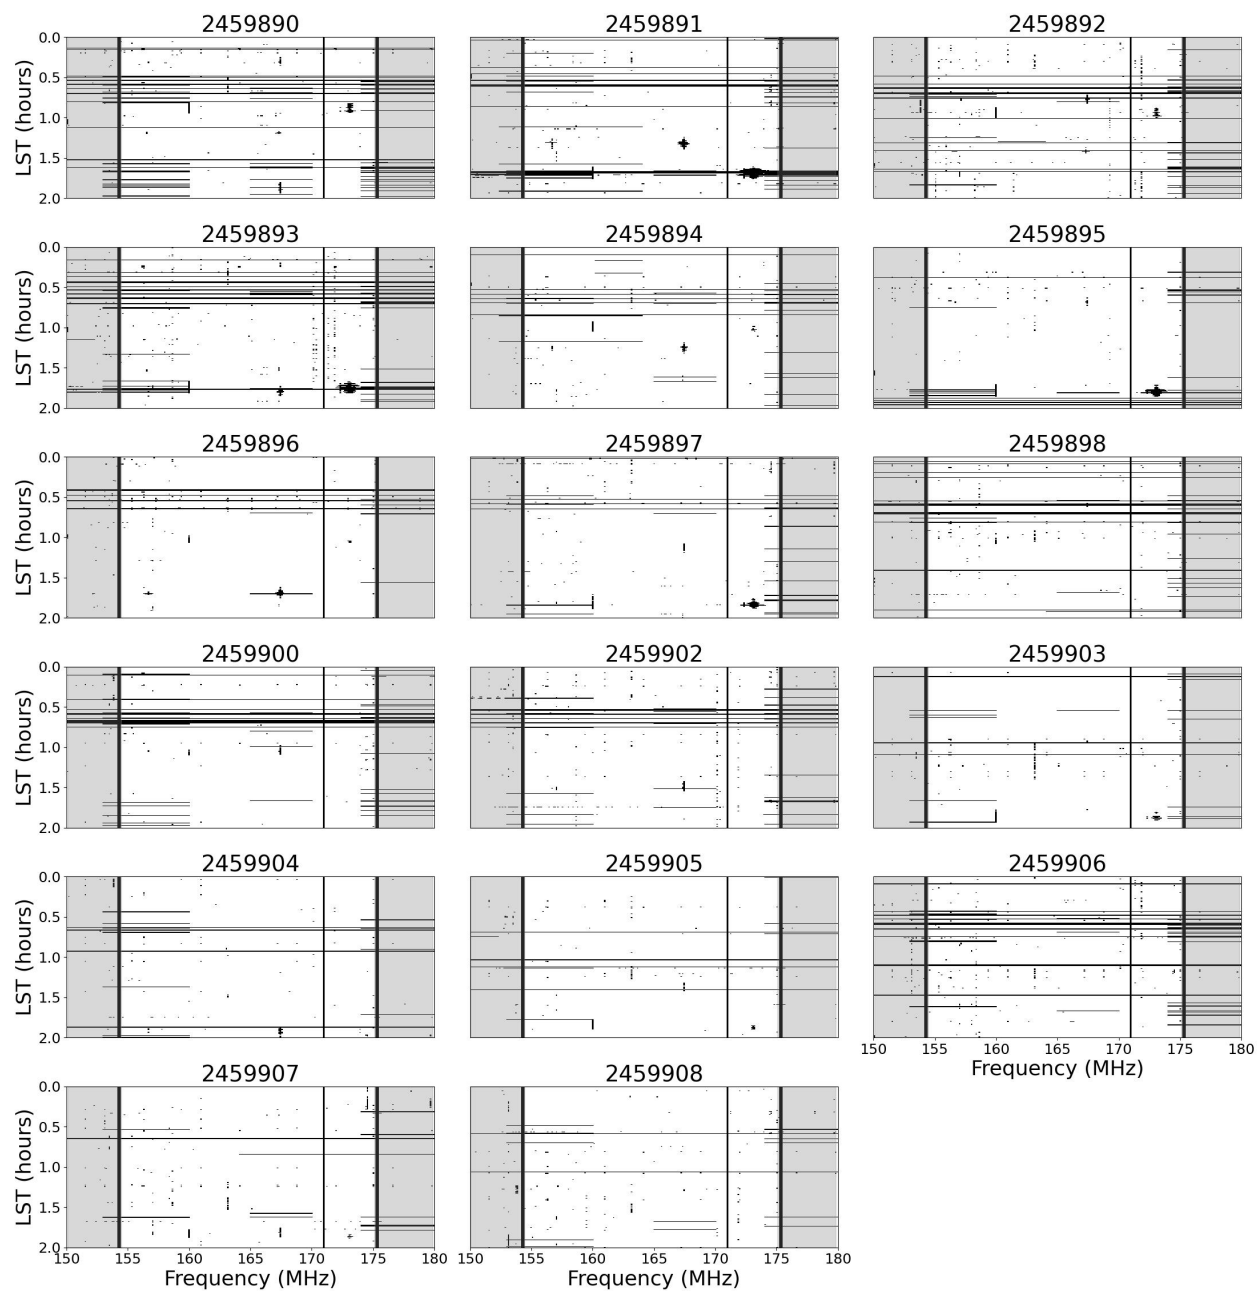 2459890 2459891 2459892
0.0
0.5
1.0
1.5
2.0
LST (hours)
2459893 2459894 2459895
0.0
0.5
1.0
1.5
2.0
LST (hours)
2459896 2459897 2459898
0.0
0.5
1.0
1.5
2.0
LST (hours)
2459900 2459902 2459903
0.0
0.5
1.0
1.5
2.0
LST (hours)
2459904 2459905 2459906
0.0
0.5
1.0
1.5
2.0
LST (hours)
150 155 160 165 170 175 180
Frequency (MHz)
2459907 2459908
0.0
0.5
1.0
1.5
2.0
LST (hours)
150 155 160 165 170 175 180 150 155 160 165 170 175 180
Frequency (MHz) Frequency (MHz)